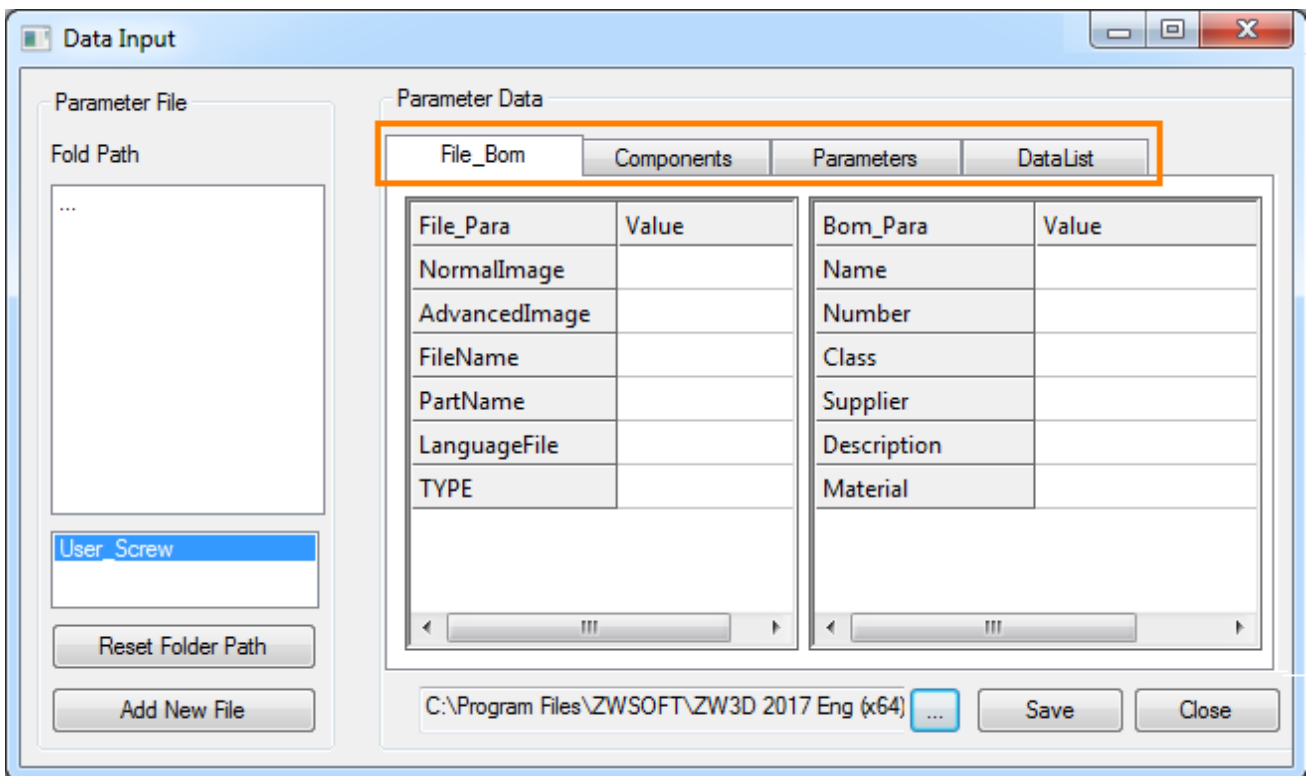 Data Input
Parameter File
Fold Path
...
User_Screw
Reset Folder Path
Add New File
Parameter Data
File_Bom Components Parameters DataList
File_Para Value
NormalImage
AdvancedImage
FileName
PartName
LanguageFile
TYPE
Bom_Para Value
Name
Number
Class
Supplier
Description
Material
C:\Program Files\ZWSOFT\ZW3D 2017 Eng (x64) ... Save Close